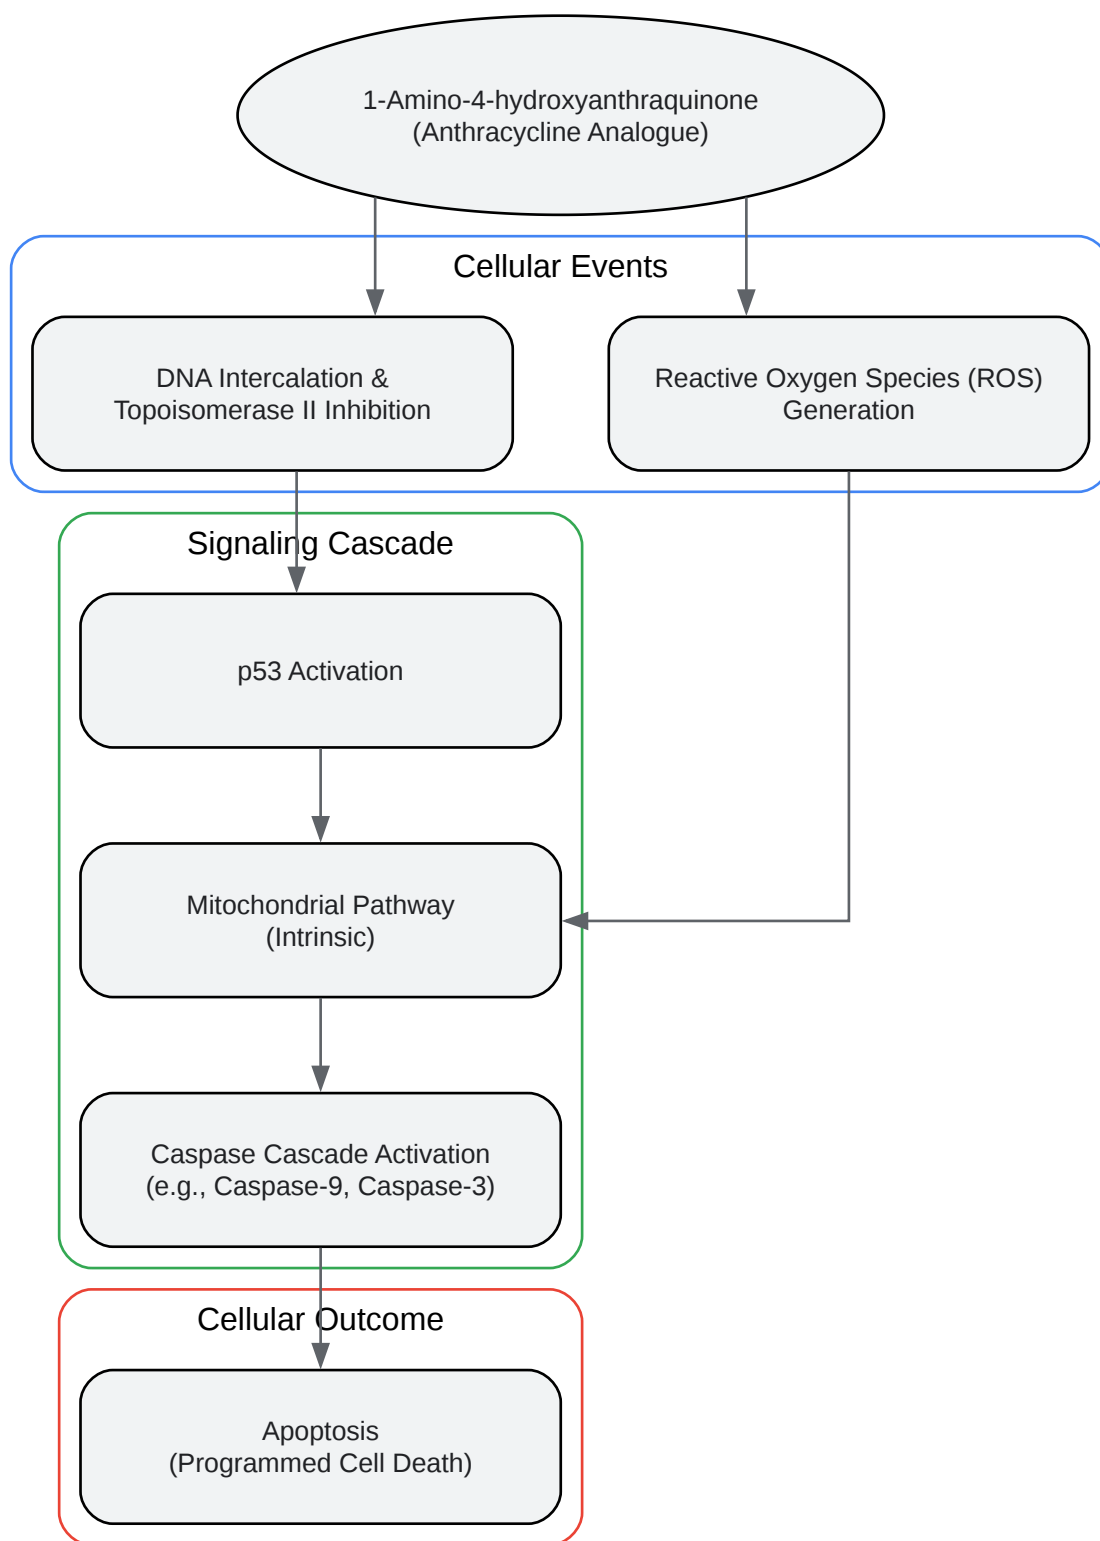 1-Amino-4-hydroxyanthraquinone
(Anthracycline Analogue)
Cellular Events
DNA Intercalation &
Topoisomerase II Inhibition
Reactive Oxygen Species (ROS)
Generation
Signaling Cascade
p53 Activation
Mitochondrial Pathway
(Intrinsic)
Caspase Cascade Activation
(e.g., Caspase-9, Caspase-3)
Cellular Outcome
Apoptosis
(Programmed Cell Death)